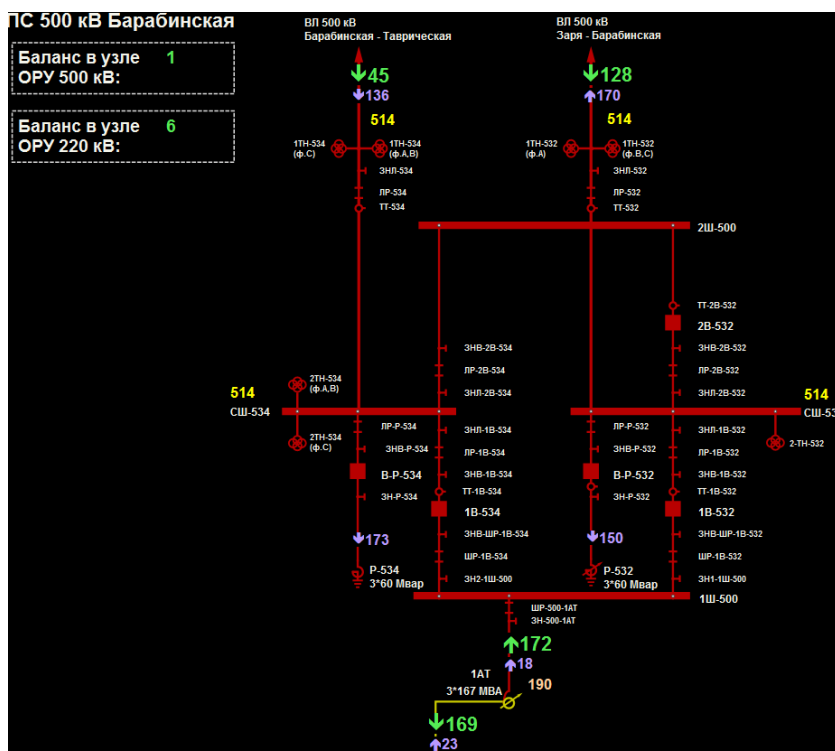 ПС 500 кВ Барабинская
Баланс в узле 1
ОРУ 500 кВ:
Баланс в узле 6
ОРУ 220 кВ:
ВЛ 500 кВ
Барабинская - Таврическая
45
136
514
1ТН-534
(ф.С)
1ТН-534
(ф.А,В)
ЗНЛ-534
ЛР-534
ТТ-534
ВЛ 500 кВ
Заря - Барабинская
128
170
514
1ТН-532
(ф.А)
1ТН-532
(ф.В,С)
ЗНЛ-532
ЛР-532
ТТ-532
2Ш-500
ТТ-2В-532
2В-532
ЗНВ-2В-534
ЗНВ-2В-532
ЛР-2В-534
ЛР-2В-532
ЗНЛ-2В-534
ЗНЛ-2В-532
2ТН-534
(ф.А,В)
514
СШ-534
2ТН-534
(ф.С)
514
СШ-53
2-ТН-532
ЛР-Р-534
ЗНВ-Р-534
В-Р-534
ЗН-Р-534
173
Р-534
3*60 Мвар
ЗНЛ-1В-534
ЛР-1В-534
ЗНВ-1В-534
ТТ-1В-534
1В-534
ЗНВ-ШР-1В-534
ШР-1В-534
ЗН2-1Ш-500
ЛР-Р-532
ЗНВ-Р-532
В-Р-532
ЗН-Р-532
150
Р-532
3*60 Мвар
ЗНЛ-1В-532
ЛР-1В-532
ЗНВ-1В-532
ТТ-1В-532
1В-532
ЗНВ-ШР-1В-532
ШР-1В-532
ЗН1-1Ш-500
1Ш-500
ШР-500-1АТ
ЗН-500-1АТ
172
18
1АТ
3*167 МВА
190
169
23